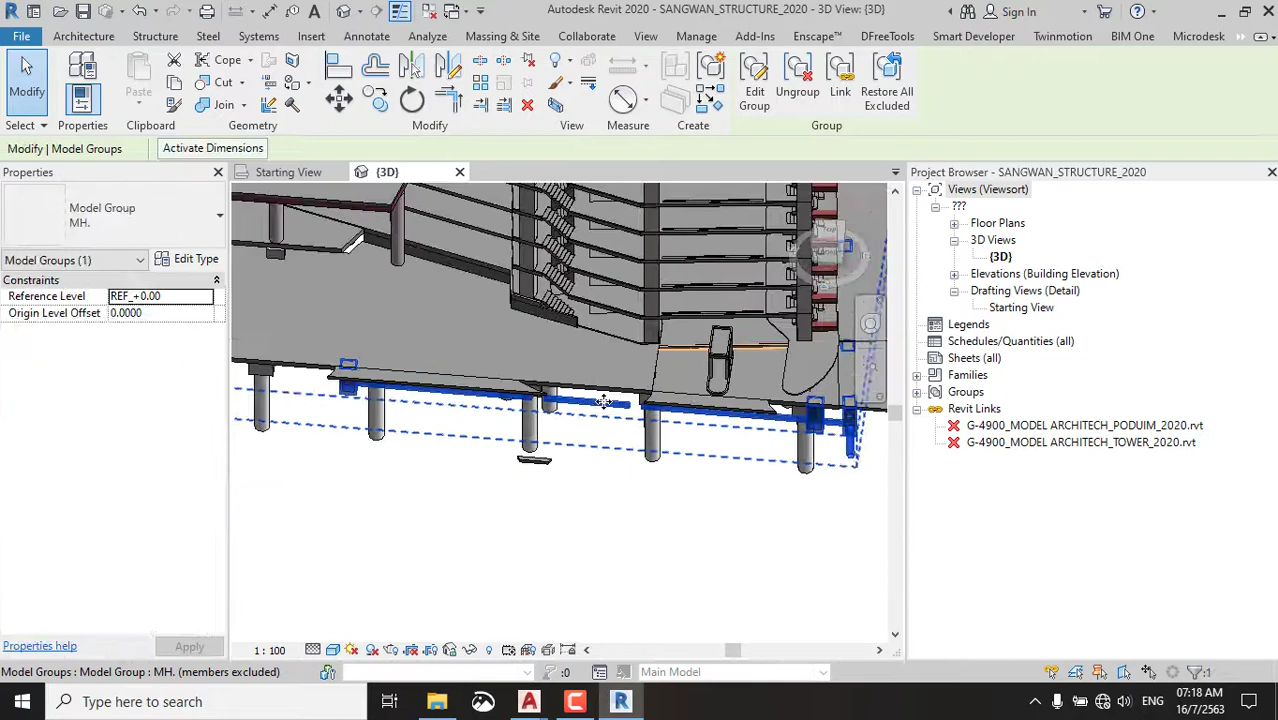 Autodesk Revit 2020 - SANGWAN_STRUCTURE_2020 - 3D View: {3D}
Sign In
File Architecture Structure Steel Systems Insert Annotate Analyze Massing & Site Collaborate View Manage Add-Ins Enscape™ DFreeTools Smart Developer Twinmotion BIM One Microdesk
Cope
Cut
Join
Modify
Paste
Edit Group
Ungroup
Link
Restore All Excluded
Select Properties Clipboard Geometry Modify View Measure Create Group
Modify | Model Groups
Activate Dimensions
Properties
Starting View
{3D}
Project Browser - SANGWAN_STRUCTURE_2020
Model Group
MH.
Model Groups (1)
Edit Type
Constraints
Reference Level REF_+0.00
Origin Level Offset 0.0000
Views (Viewsort)
???
Floor Plans
3D Views
{3D}
Elevations (Building Elevation)
Drafting Views (Detail)
Starting View
Legends
Schedules/Quantities (all)
Sheets (all)
Families
Groups
Revit Links
G-4900_MODEL ARCHITECH_PODUIM_2020.rvt
G-4900_MODEL ARCHITECH_TOWER_2020.rvt
Properties help
Apply
1 : 100
Model Groups : Model Group : MH. (members excluded)
:0
Main Model
:1
Type here to search
ENG
07:18 AM
16/7/2563